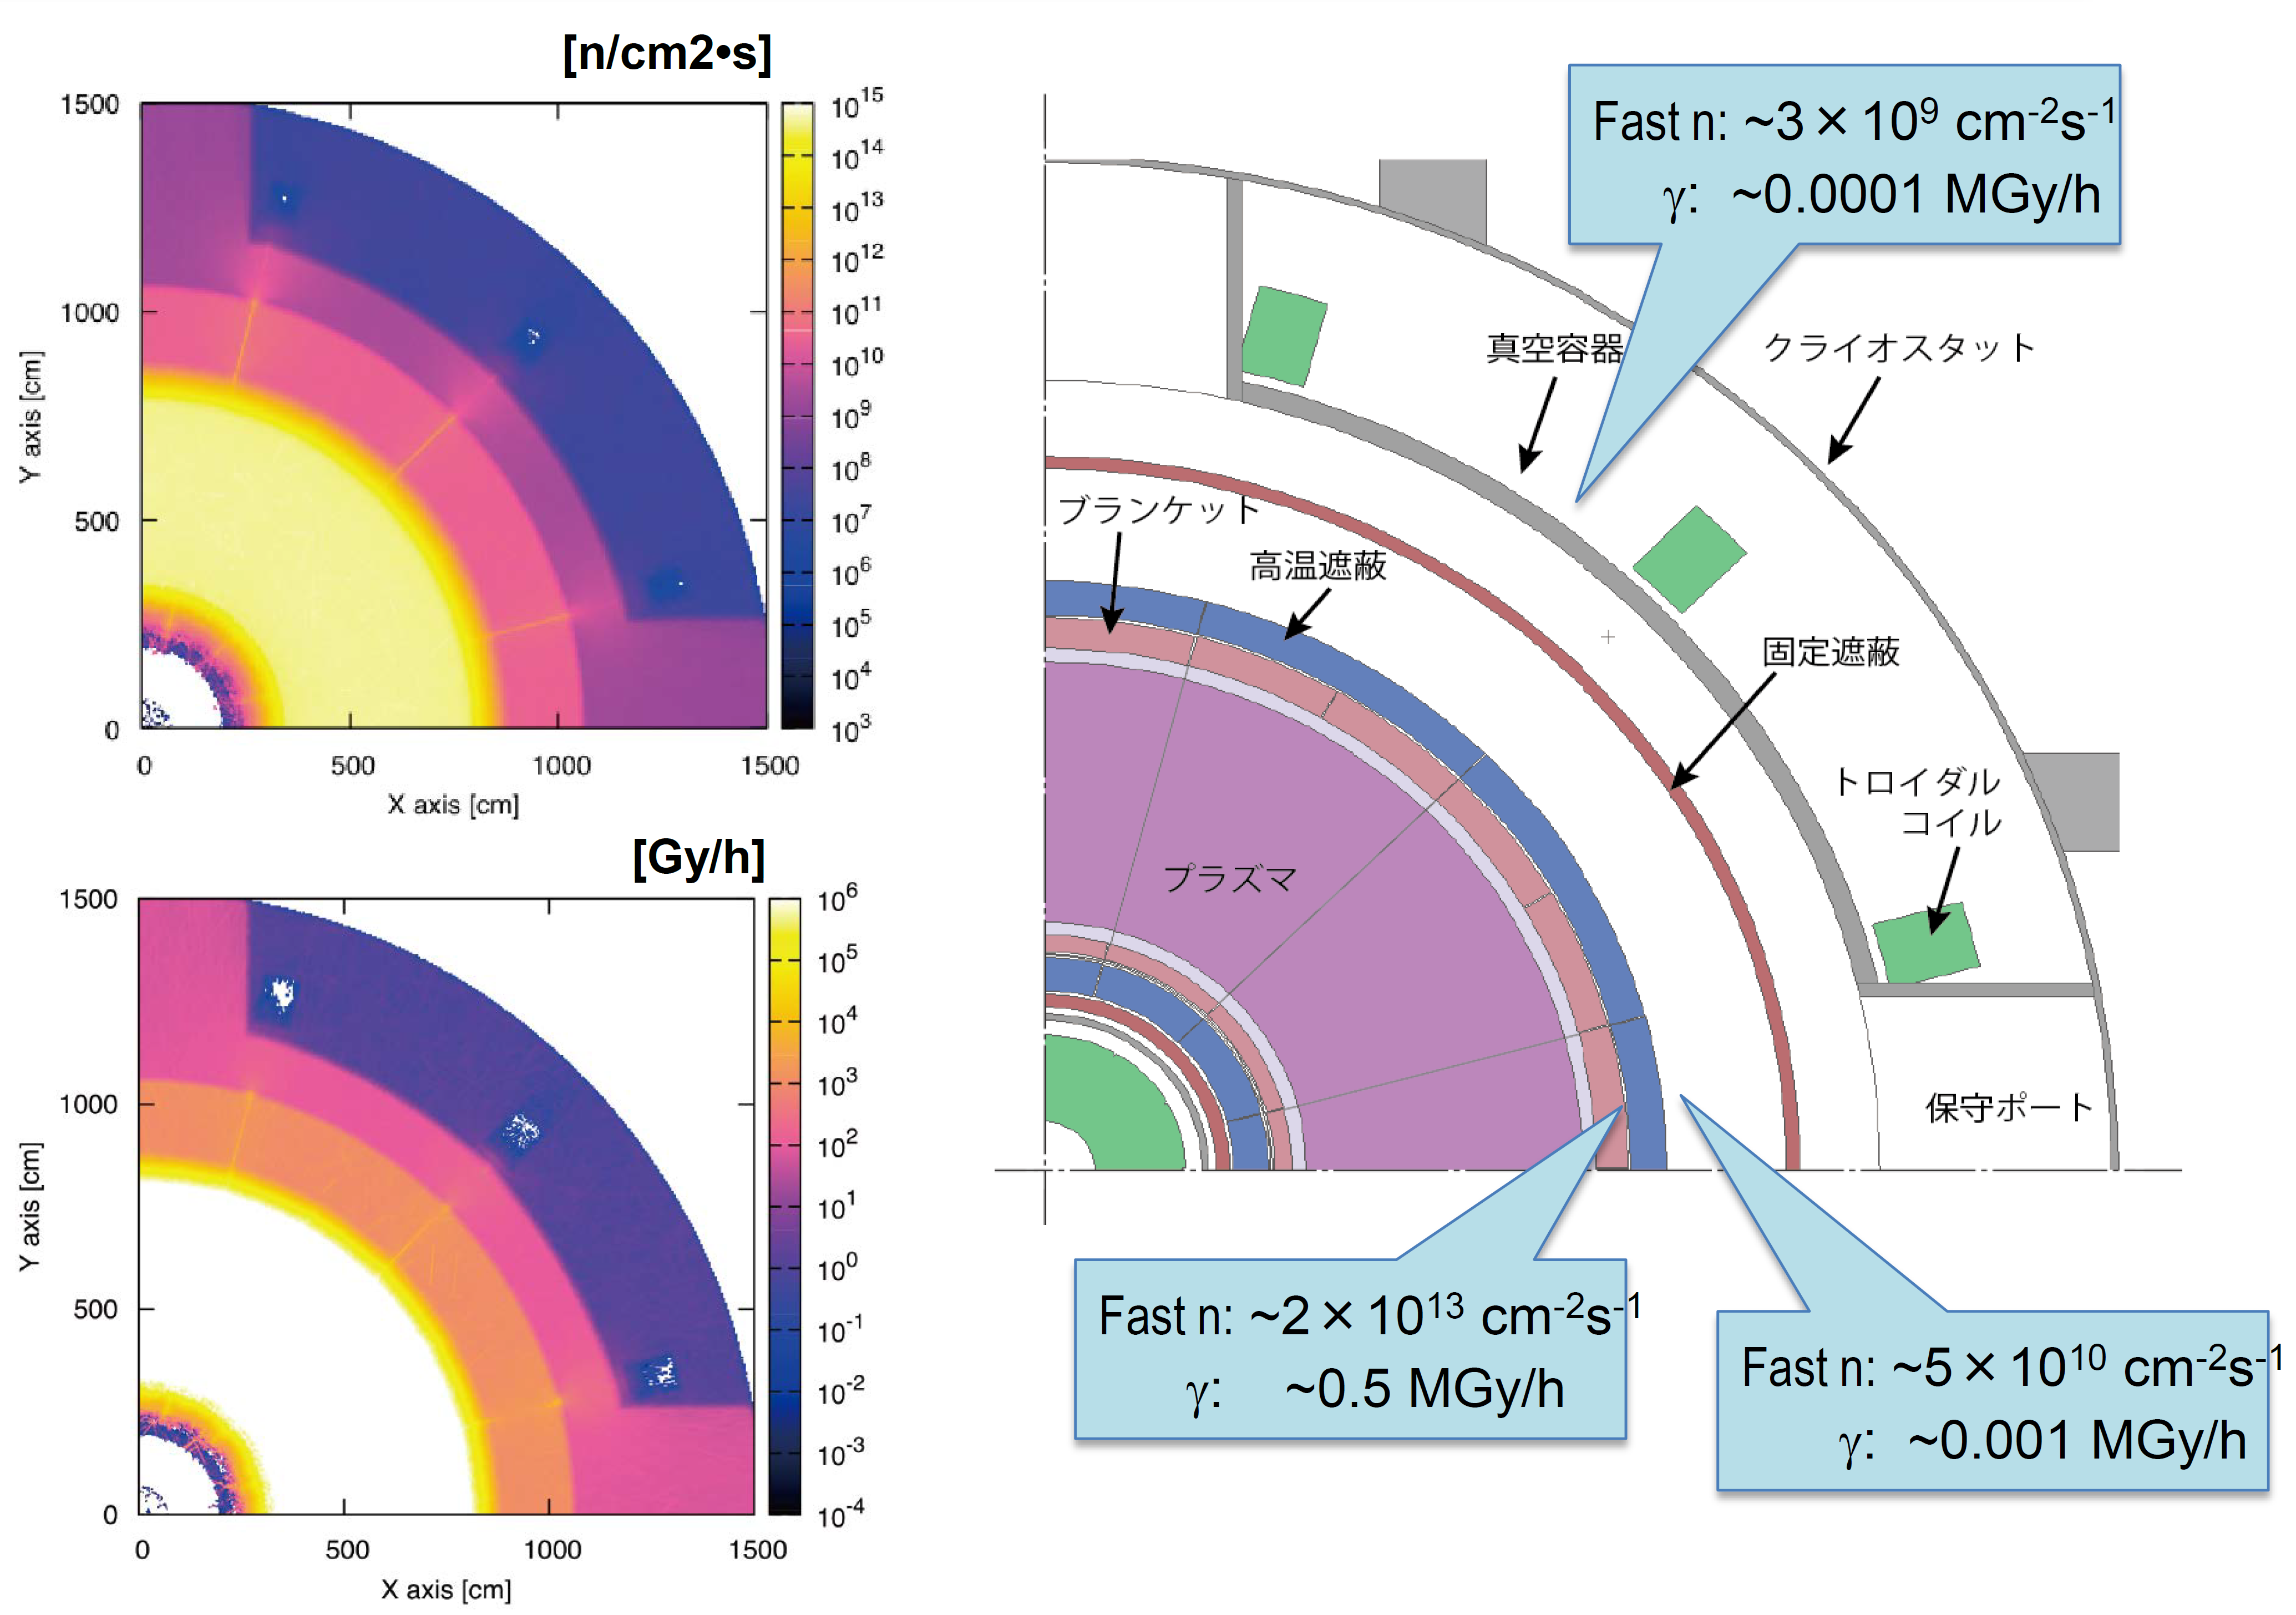 [n/cm2•s]
1500
1000
500
0
0
500
1000
1500
Y axis [cm]
X axis [cm]
10^15
10^14
10^13
10^12
10^11
10^10
10^9
10^8
10^7
10^6
10^5
10^4
10^3
[Gy/h]
1500
1000
500
0
0
500
1000
1500
Y axis [cm]
X axis [cm]
10^6
10^5
10^4
10^3
10^2
10^1
10^0
10^-1
10^-2
10^-3
10^-4
Fast n: ~3×10^9 cm^-2s^-1
γ: ~0.0001 MGy/h
真空容器
クライオスタット
ブランケット
高温遮蔽
固定遮蔽
トロイダル
コイル
プラズマ
保守ポート
Fast n: ~2×10^13 cm^-2s^-1
γ: ~0.5 MGy/h
Fast n: ~5×10^10 cm^-2s^-1
γ: ~0.001 MGy/h